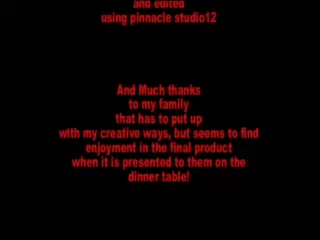 and edited
using pinnacle studio12
And Much thanks
to my family
that has to put up
with my creative ways, but seems to find
enjoyment in the final product
when it is presented to them on the
dinner table!